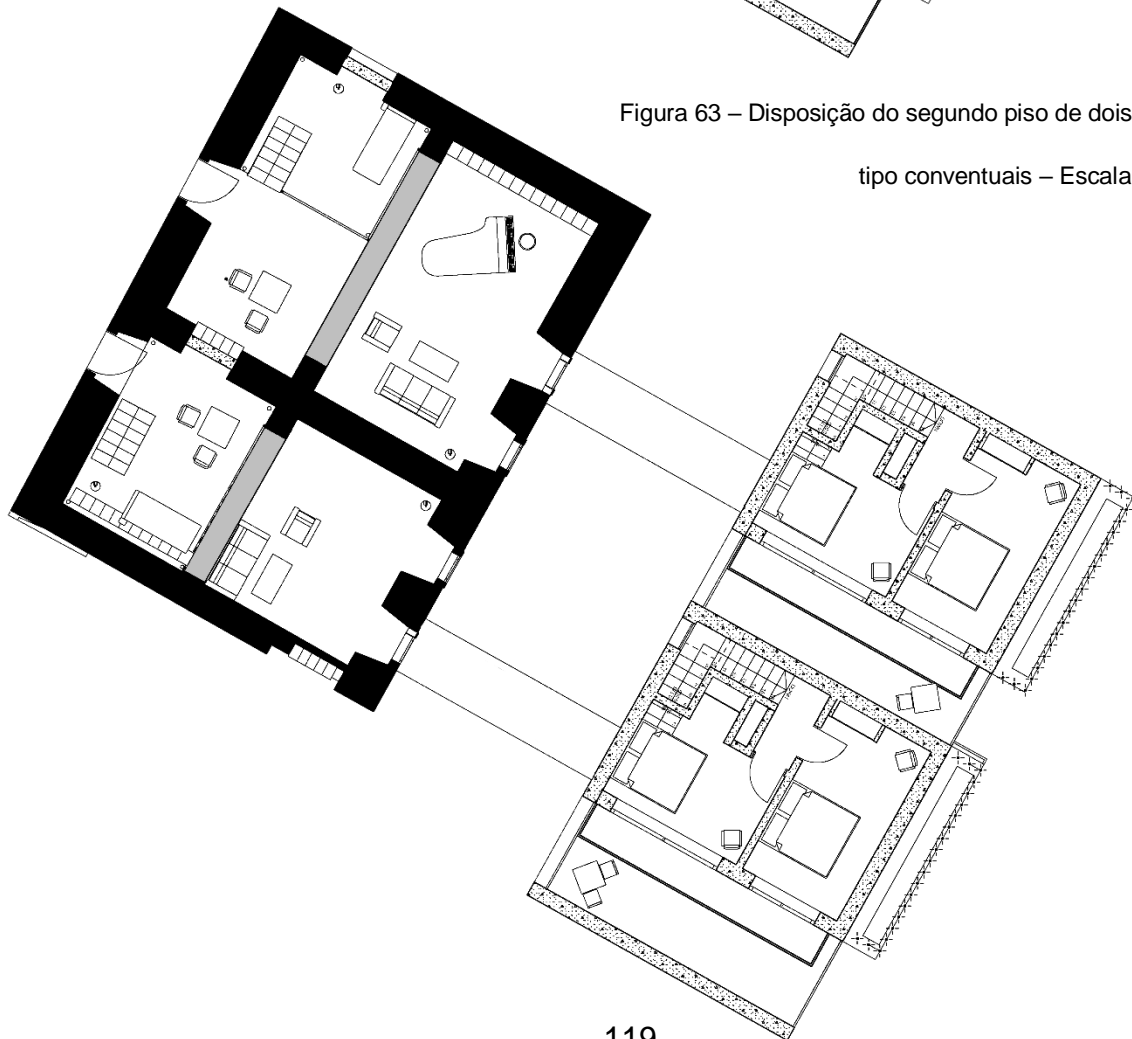 Figura 63 – Disposição do segundo piso de dois
tipo conventuais – Escala
119